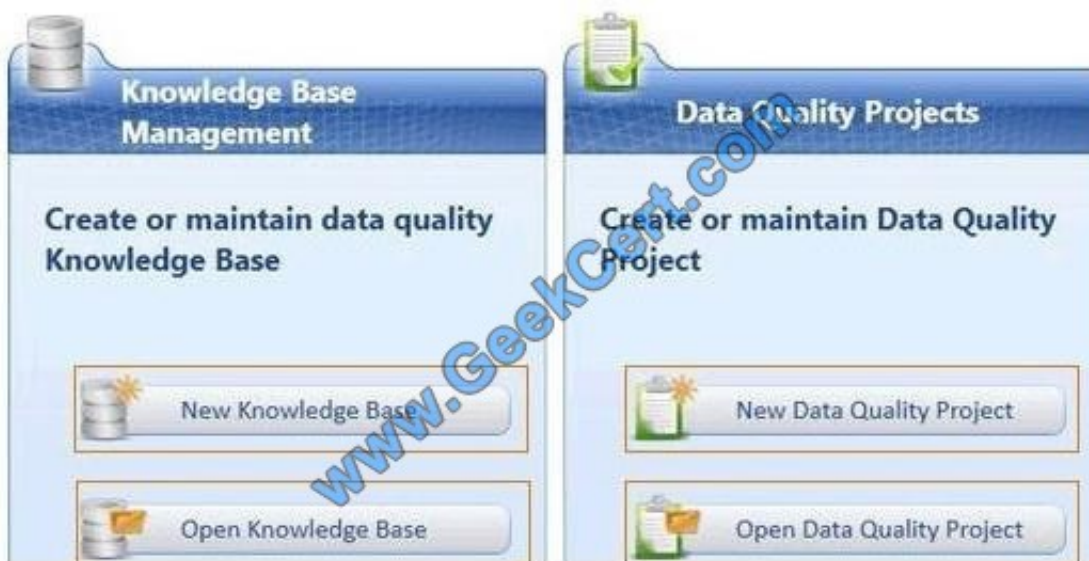 Knowledge Base
Management
Create or maintain data quality
Knowledge Base
New Knowledge Base
Open Knowledge Base
Data Quality Projects
Create or maintain Data Quality
Project
New Data Quality Project
Open Data Quality Project
www.GeekCert.com